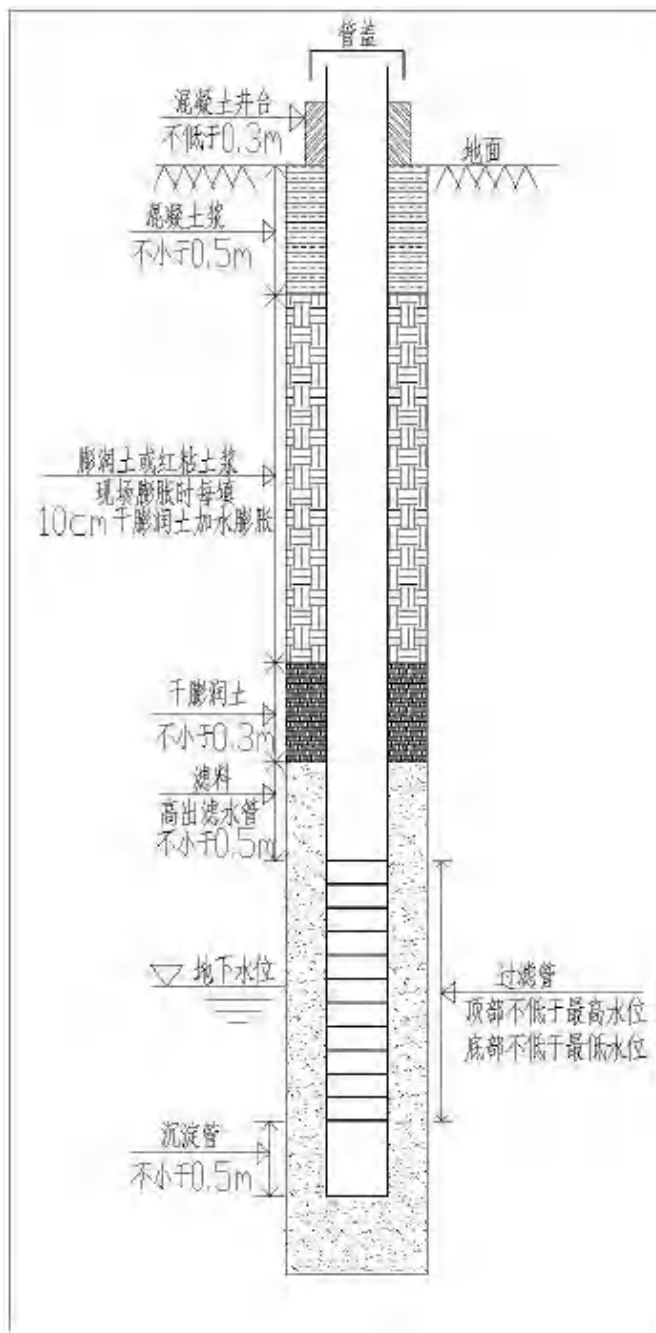 管盖
混凝土井台
不低于0.3m
地面
混凝土浆
不小于0.5m
膨润土或红粘土浆
现场膨胀时每填
10cm干膨润土加水膨胀
干膨润土
不小于0.3m
滤料
高出滤水管
不小于0.5m
地下水位
过滤管
顶部不低于最高水位
底部不低于最低水位
沉淀管
不小于0.5m